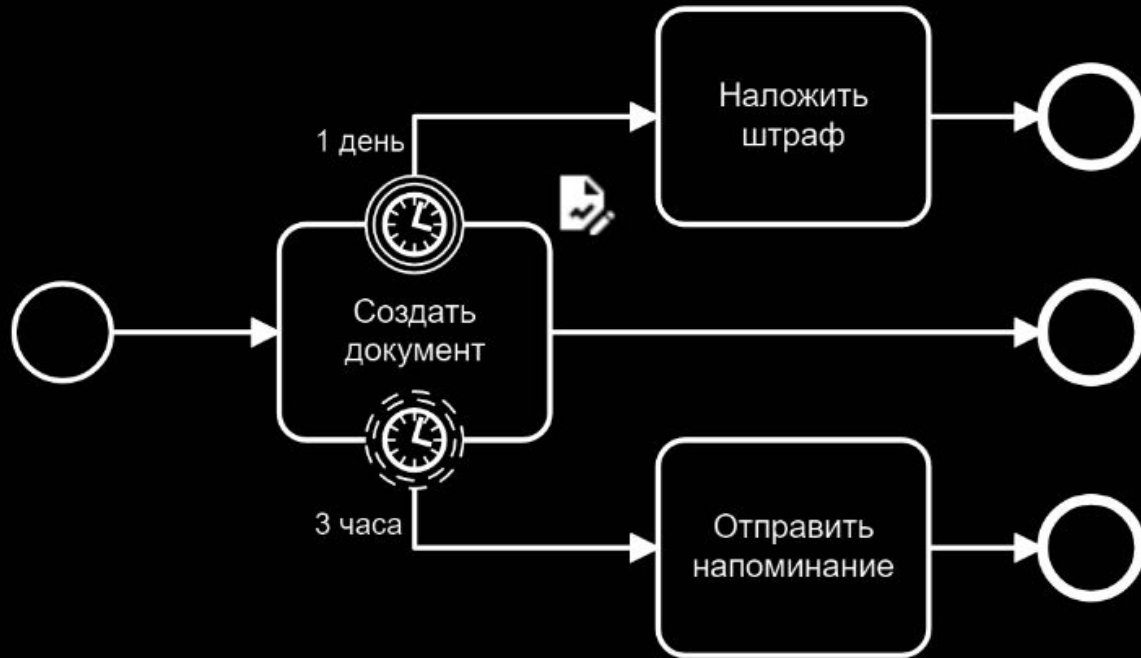 Наложить
штраф
1 день
Создать
документ
3 часа
Отправить
напоминание